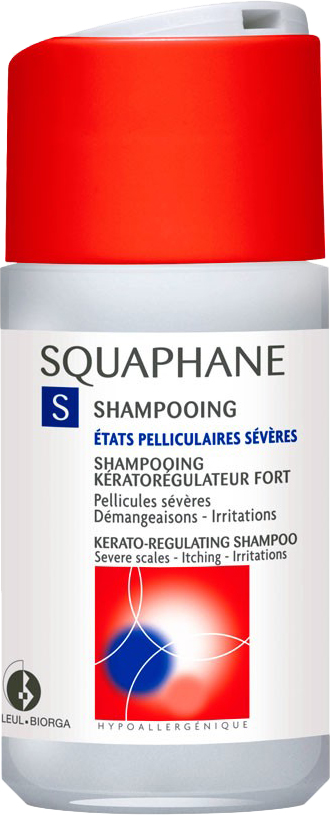 SQUAPHANE
S SHAMPOOING
ÉTATS PELLICULAIRES SÉVÈRES
SHAMPOOING
KÉRATORÉGULATEUR FORT
Pellicules sévères
Démangeaisons - Irritations
KERATO-REGULATING SHAMPOO
Severe scales - Itching - Irritations
HYPOALLERGÉNIQUE
LEUL-BIORGA